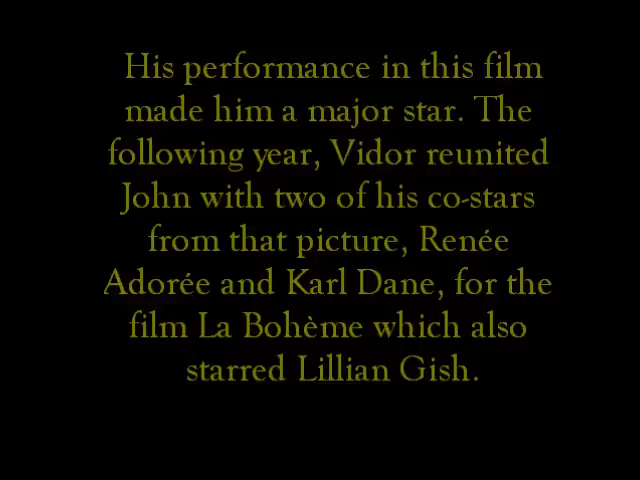 His performance in this film
made him a major star. The
following year, Vidor reunited
John with two of his co-stars
from that picture, Renée
Adorée and Karl Dane, for the
film La Bohème which also
starred Lillian Gish.